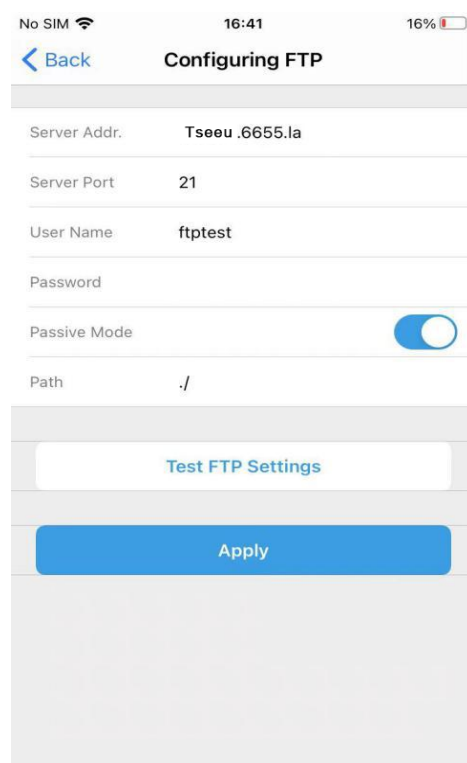 No SIM 16:41 16%
Back Configuring FTP
Server Addr. Tseeu .6655.la
Server Port 21
User Name ftptest
Password
Passive Mode
Path ./
Test FTP Settings
Apply